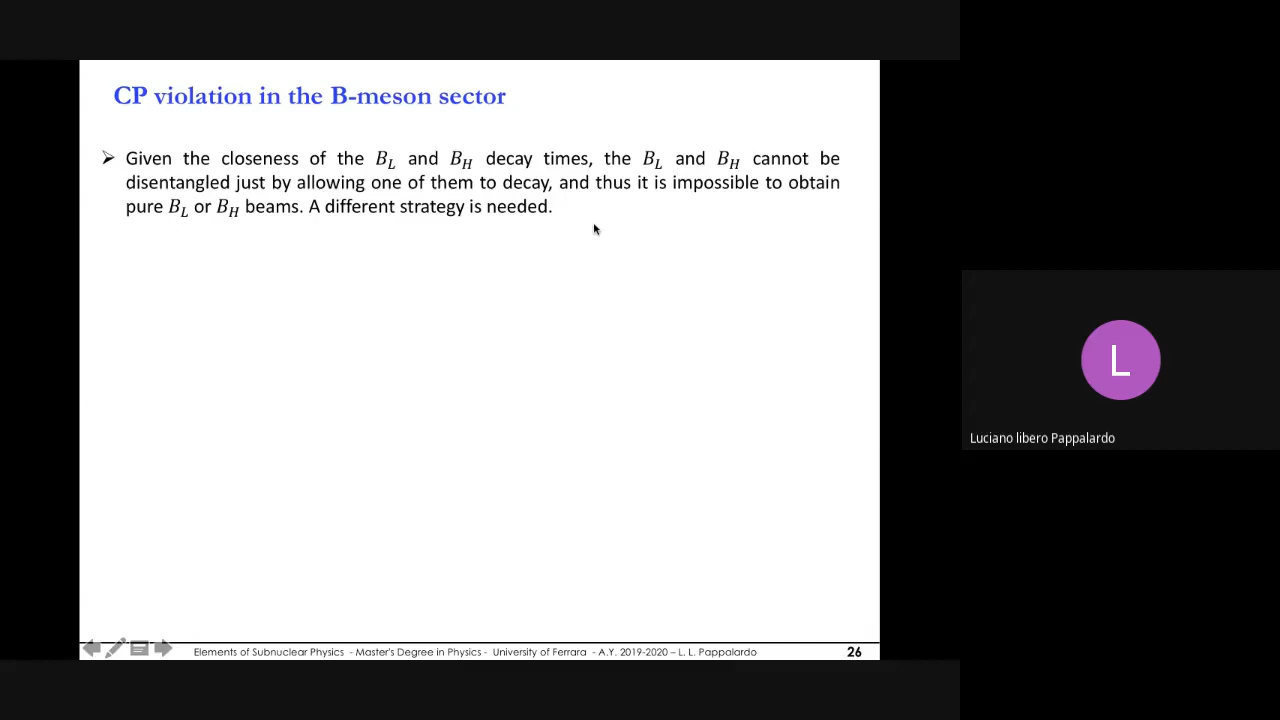 CP violation in the B-meson sector
➢ Given the closeness of the B_L and B_H decay times, the B_L and B_H cannot be
disentangled just by allowing one of them to decay, and thus it is impossible to obtain
pure B_L or B_H beams. A different strategy is needed.
L
Luciano libero Pappalardo
Elements of Subnuclear Physics - Master's Degree in Physics - University of Ferrara - A.Y. 2019-2020 – L. L. Pappalardo 26